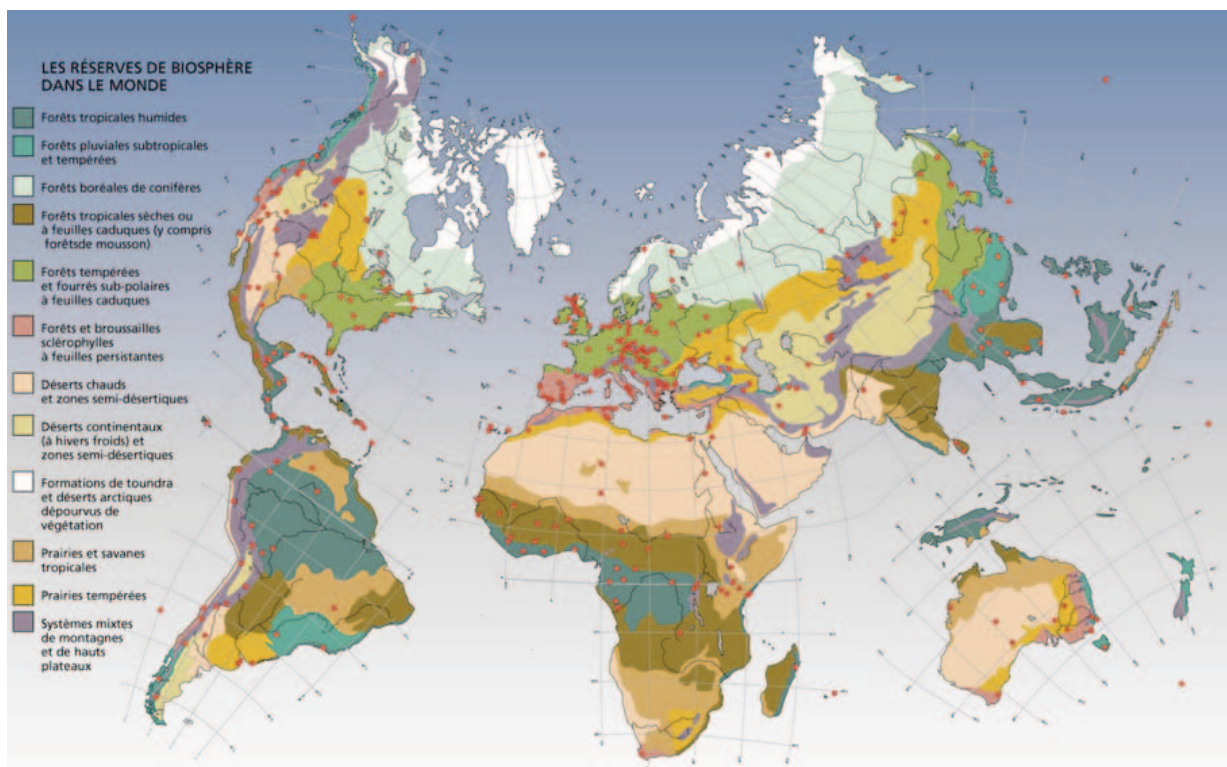 LES RÉSERVES DE BIOSPHÈRE
DANS LE MONDE
Forêts tropicales humides
Forêts pluviales subtropicales
et tempérées
Forêts boréales de conifères
Forêts tropicales sèches ou
à feuilles caduques (y compris
forêtsde mousson)
Forêts tempérées
et fourrés sub-polaires
à feuilles caduques
Forêts et broussailles
sclérophylles
à feuilles persistantes
Déserts chauds
et zones semi-désertiques
Déserts continentaux
(à hivers froids) et
zones semi-désertiques
Formations de toundra
et déserts arctiques
dépourvus de
végétation
Prairies et savanes
tropicales
Prairies tempérées
Systèmes mixtes
de montagnes
et de hauts
plateaux